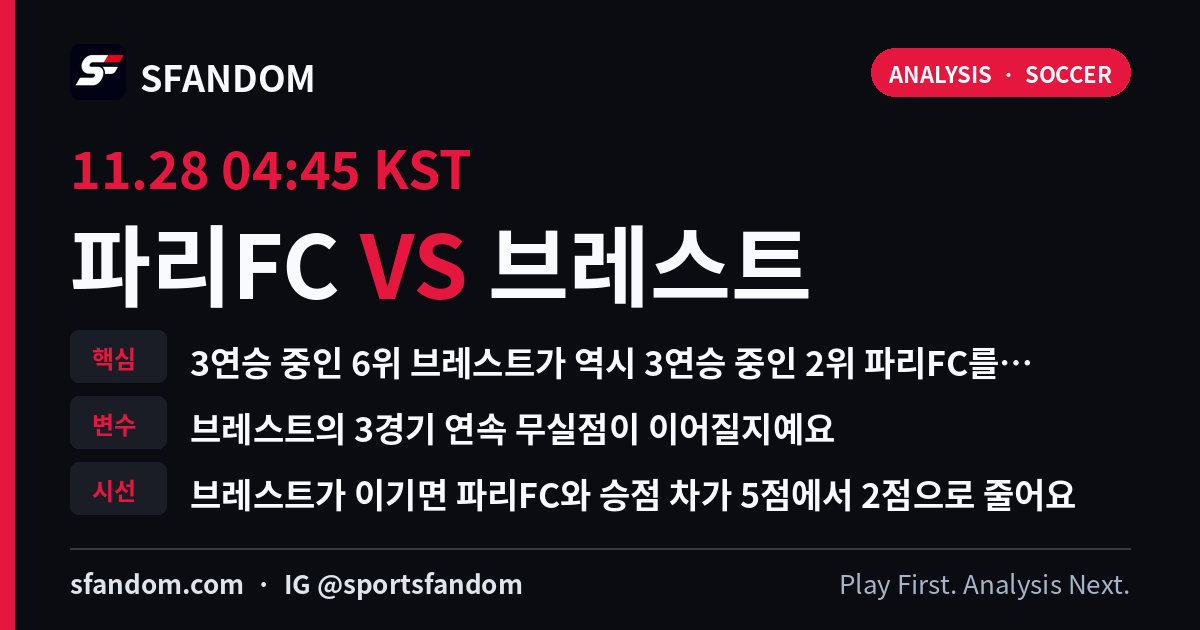 SFANDOM
ANALYSIS · SOCCER
11.28 04:45 KST
파리FC VS 브레스트
핵심 3연승 중인 6위 브레스트가 역시 3연승 중인 2위 파리FC를…
변수 브레스트의 3경기 연속 무실점이 이어질지예요
시선 브레스트가 이기면 파리FC와 승점 차가 5점에서 2점으로 줄어요
sfandom.com · IG @sportsfandom
Play First. Analysis Next.